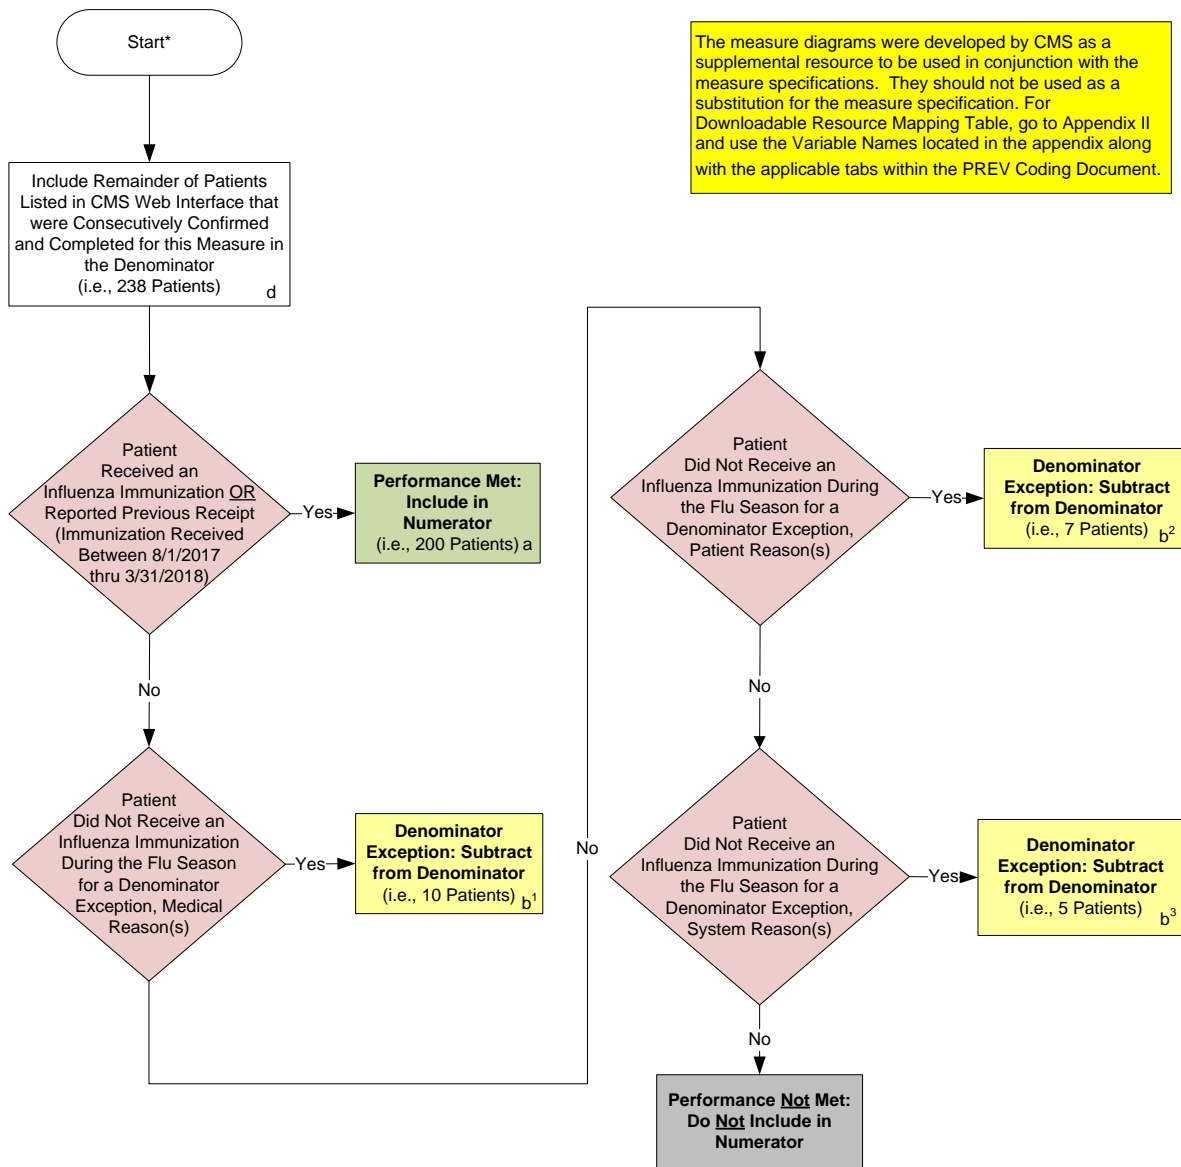 Start*
The measure diagrams were developed by CMS as a
supplemental resource to be used in conjunction with the
measure specifications. They should not be used as a
substitution for the measure specification. For
Downloadable Resource Mapping Table, go to Appendix II
and use the Variable Names located in the appendix along
with the applicable tabs within the PREV Coding Document.
Include Remainder of Patients
Listed in CMS Web Interface that
were Consecutively Confirmed
and Completed for this Measure in
the Denominator
(i.e., 238 Patients) d
Patient
Received an
Influenza Immunization OR
Reported Previous Receipt
(Immunization Received
Between 8/1/2017
thru 3/31/2018)
Yes
Performance Met:
Include in
Numerator
(i.e., 200 Patients) a
No
Patient
Did Not Receive an
Influenza Immunization
During the Flu Season
for a Denominator
Exception, Medical
Reason(s)
Yes
Denominator
Exception: Subtract
from Denominator
(i.e., 10 Patients) b¹
No
Patient
Did Not Receive an
Influenza Immunization During
the Flu Season for a
Denominator Exception,
Patient Reason(s)
Yes
Denominator
Exception: Subtract
from Denominator
(i.e., 7 Patients) b²
No
Patient
Did Not Receive an
Influenza Immunization During
the Flu Season for a
Denominator Exception,
System Reason(s)
Yes
Denominator
Exception: Subtract
from Denominator
(i.e., 5 Patients) b³
No
Performance Not Met:
Do Not Include in
Numerator